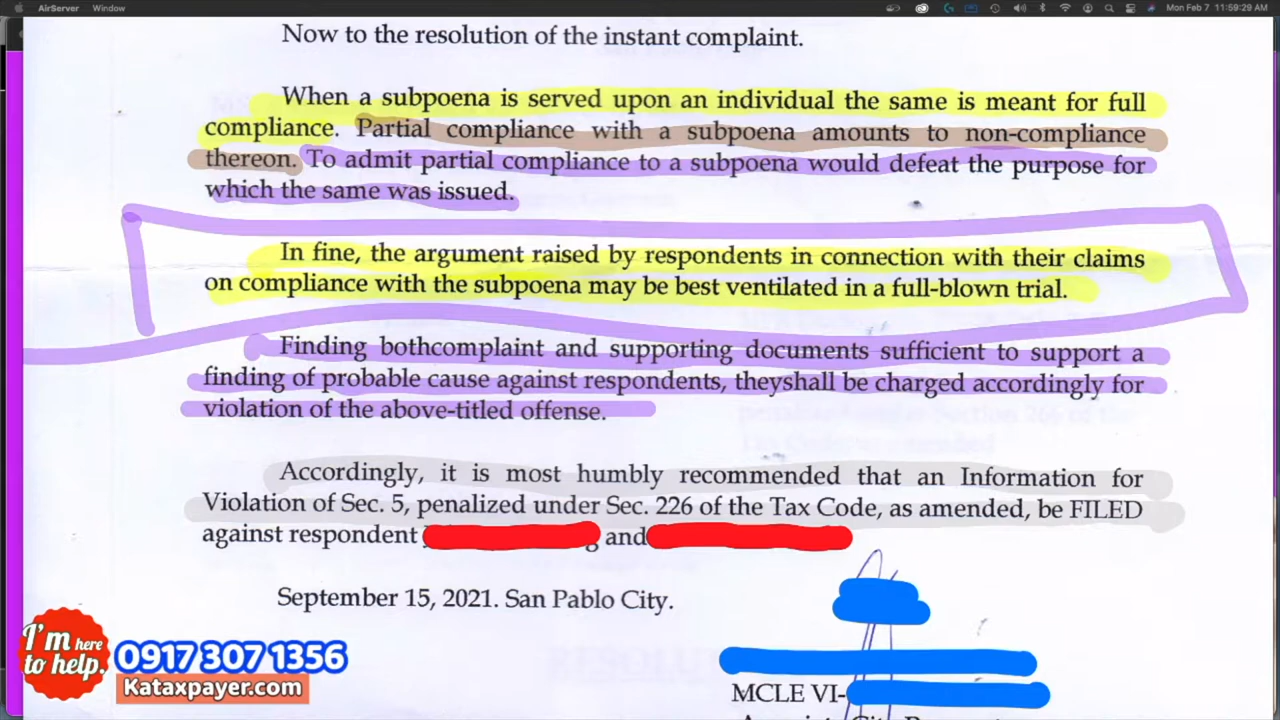 AirServer Window Mon Feb 7 11:59:29 AM
Now to the resolution of the instant complaint.
When a subpoena is served upon an individual the same is meant for full
compliance. Partial compliance with a subpoena amounts to non-compliance
thereon. To admit partial compliance to a subpoena would defeat the purpose for
which the same was issued.
In fine, the argument raised by respondents in connection with their claims
on compliance with the subpoena may be best ventilated in a full-blown trial.
Finding bothcomplaint and supporting documents sufficient to support a
finding of probable cause against respondents, theyshall be charged accordingly for
violation of the above-titled offense.
Accordingly, it is most humbly recommended that an Information for
Violation of Sec. 5, penalized under Sec. 226 of the Tax Code, as amended, be FILED
against respondent and
September 15, 2021. San Pablo City.
I'm here
to help.
0917 307 1356
Kataxpayer.com
MCLE VI-